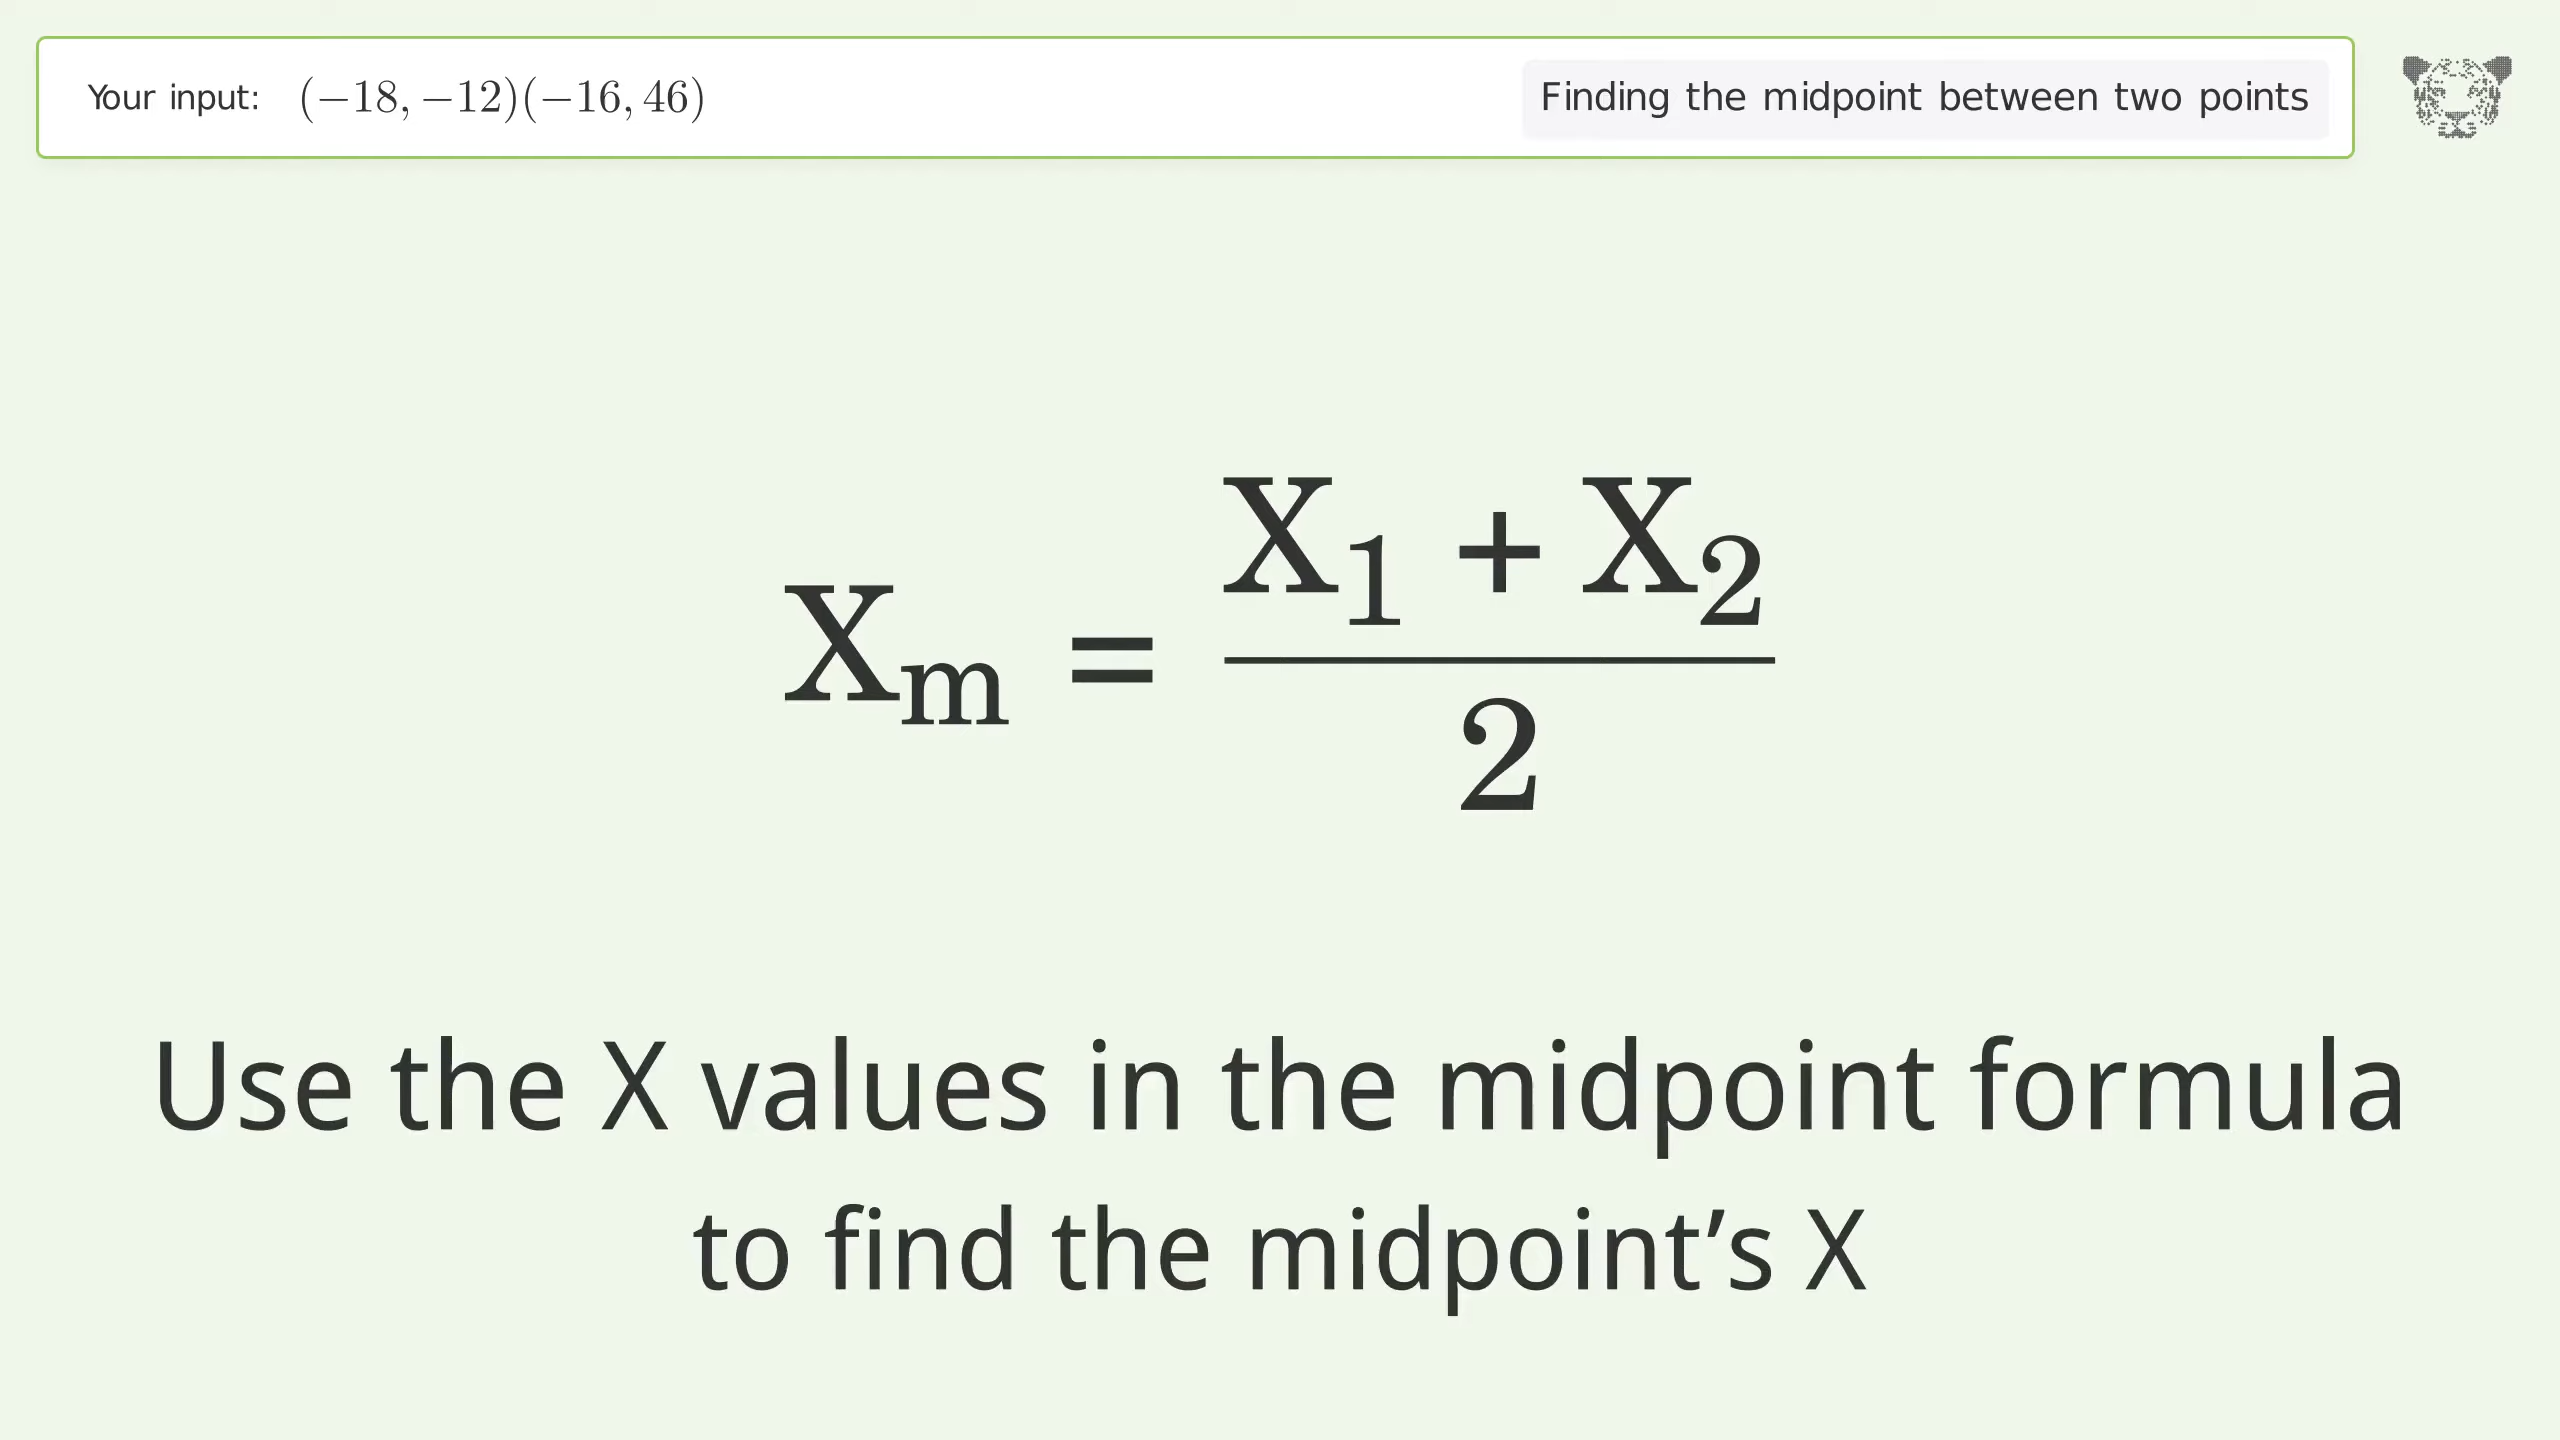 Your input: (−18, −12)(−16, 46)
Finding the midpoint between two points
Xm = X1 + X2 / 2
Use the X values in the midpoint formula
to find the midpoint’s X